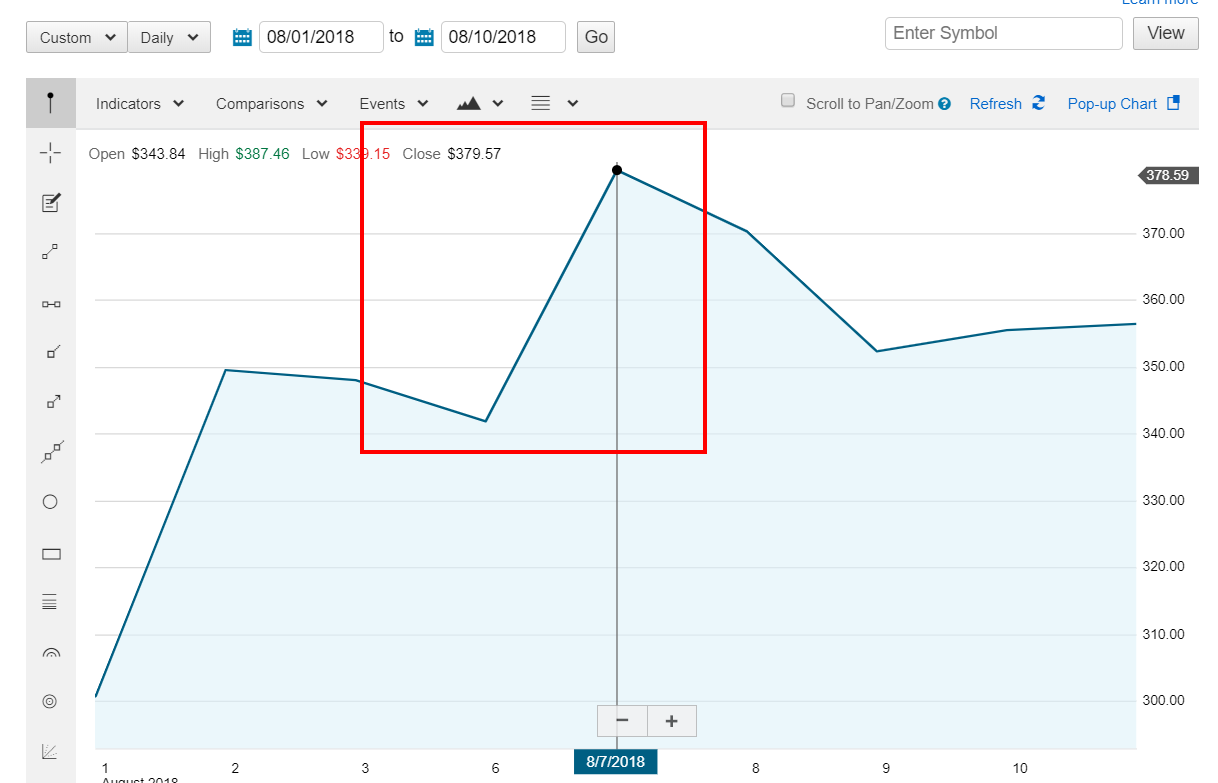 Learn more
Custom Daily 08/01/2018 to 08/10/2018 Go Enter Symbol View
Indicators Comparisons Events Scroll to Pan/Zoom ? Refresh Pop-up Chart
Open $343.84 High $387.46 Low $339.15 Close $379.57
378.59
370.00
360.00
350.00
340.00
330.00
320.00
310.00
300.00
− +
1 2 3 6 8/7/2018 8 9 10
August 2018